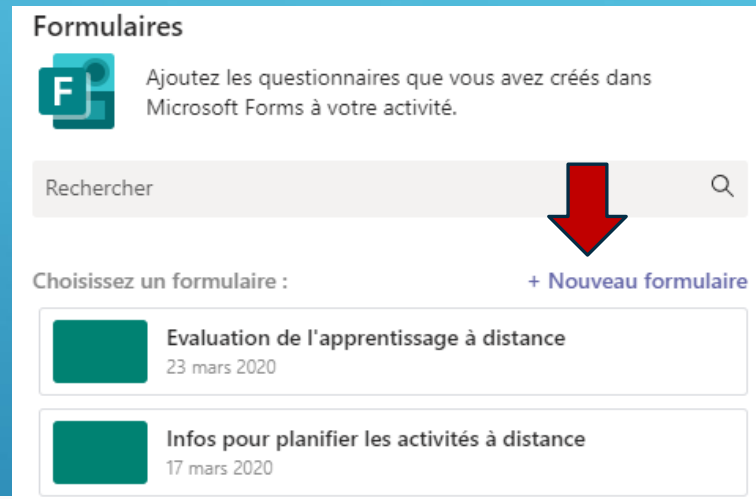 Formulaires
F
Ajoutez les questionnaires que vous avez créés dans
Microsoft Forms à votre activité.
Rechercher
Choisissez un formulaire :
+ Nouveau formulaire
Evaluation de l'apprentissage à distance
23 mars 2020
Infos pour planifier les activités à distance
17 mars 2020